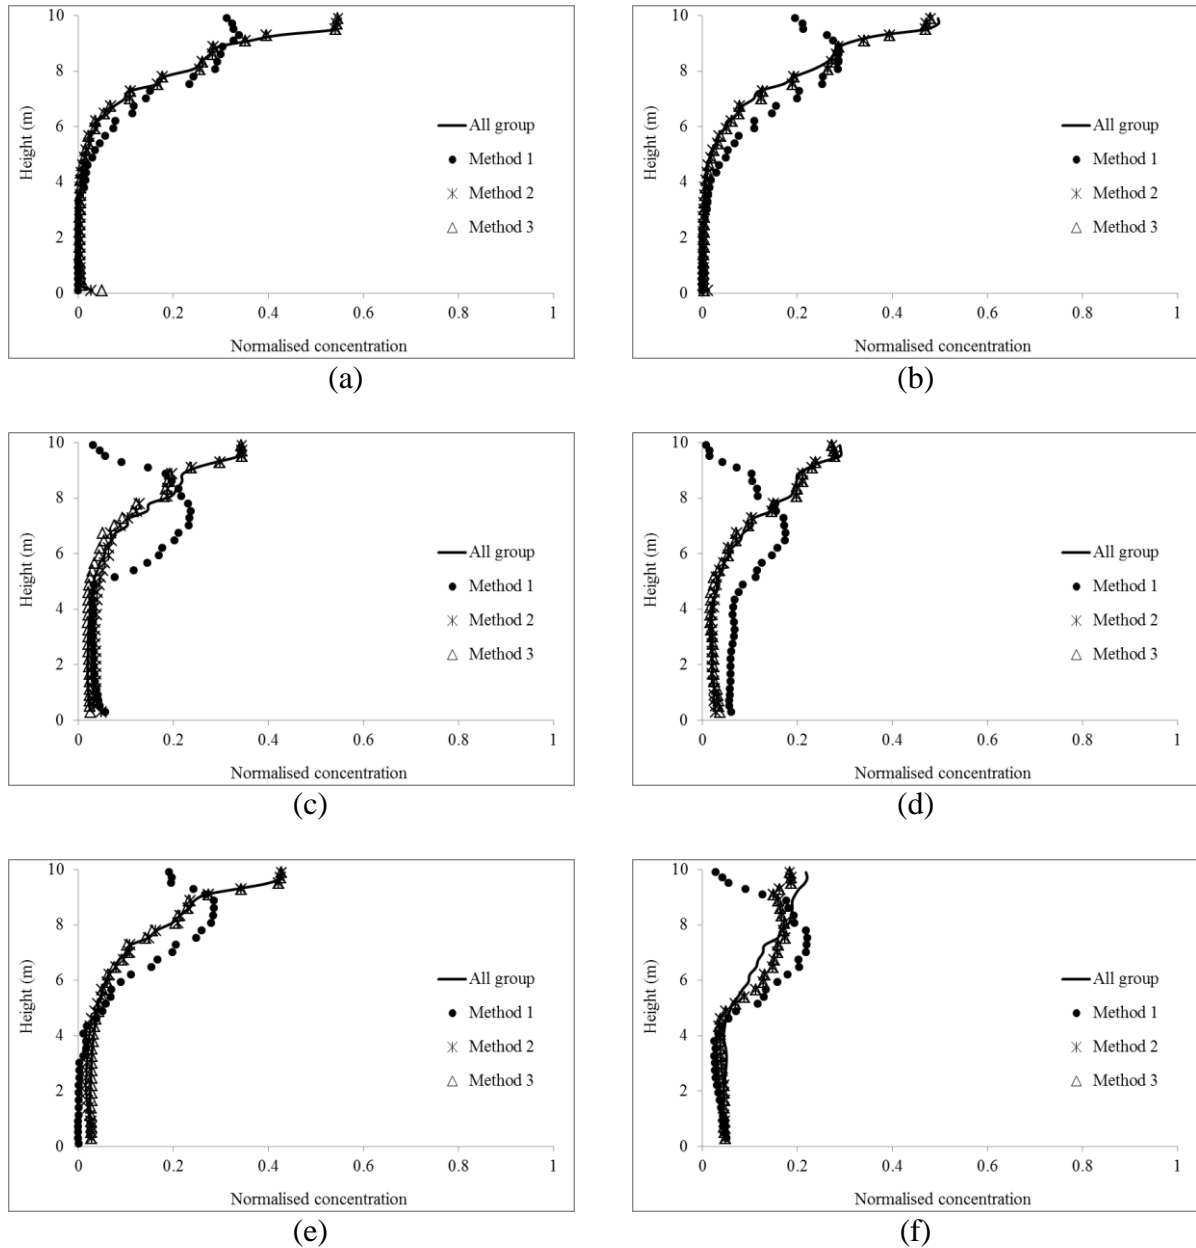 10
8
6
4
2
0
Height (m)
All group
Method 1
Method 2
Method 3
0 0.2 0.4 0.6 0.8 1
Normalised concentration
(a)
10
8
6
4
2
0
Height (m)
All group
Method 1
Method 2
Method 3
0 0.2 0.4 0.6 0.8 1
Normalised concentration
(b)
10
8
6
4
2
0
Height (m)
All group
Method 1
Method 2
Method 3
0 0.2 0.4 0.6 0.8 1
Normalised concentration
(c)
10
8
6
4
2
0
Height (m)
All group
Method 1
Method 2
Method 3
0 0.2 0.4 0.6 0.8 1
Normalised concentration
(d)
10
8
6
4
2
0
Height (m)
All group
Method 1
Method 2
Method 3
0 0.2 0.4 0.6 0.8 1
Normalised concentration
(e)
10
8
6
4
2
0
Height (m)
All group
Method 1
Method 2
Method 3
0 0.2 0.4 0.6 0.8 1
Normalised concentration
(f)